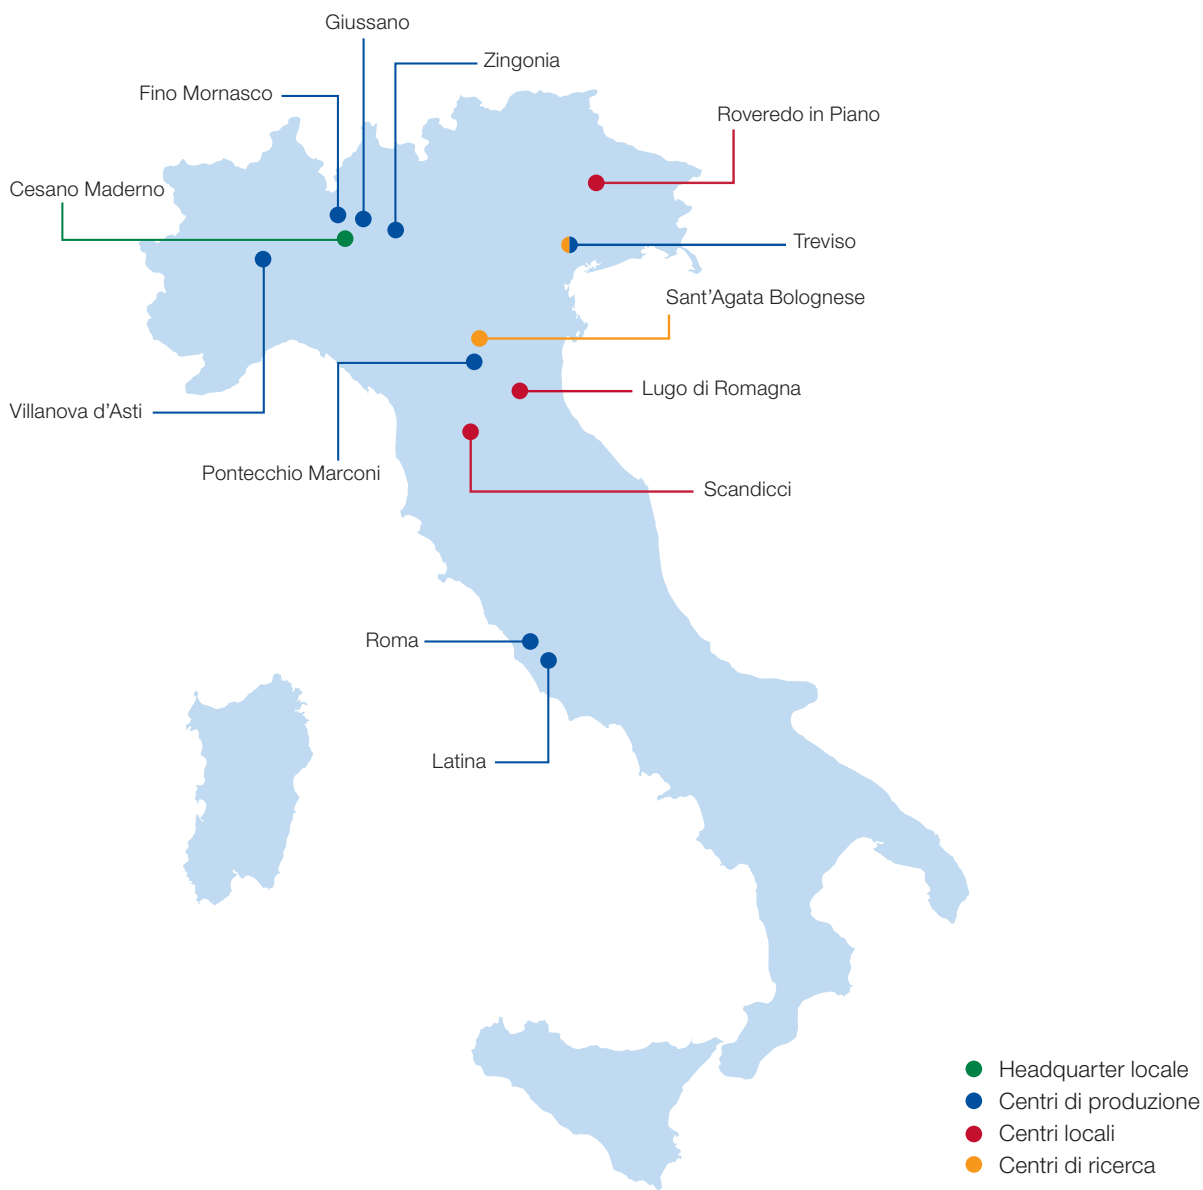 Giussano
Zingonia
Fino Mornasco
Roveredo in Piano
Cesano Maderno
Treviso
Sant’Agata Bolognese
Lugo di Romagna
Villanova d’Asti
Pontecchio Marconi
Scandicci
Roma
Latina
Headquarter locale
Centri di produzione
Centri locali
Centri di ricerca